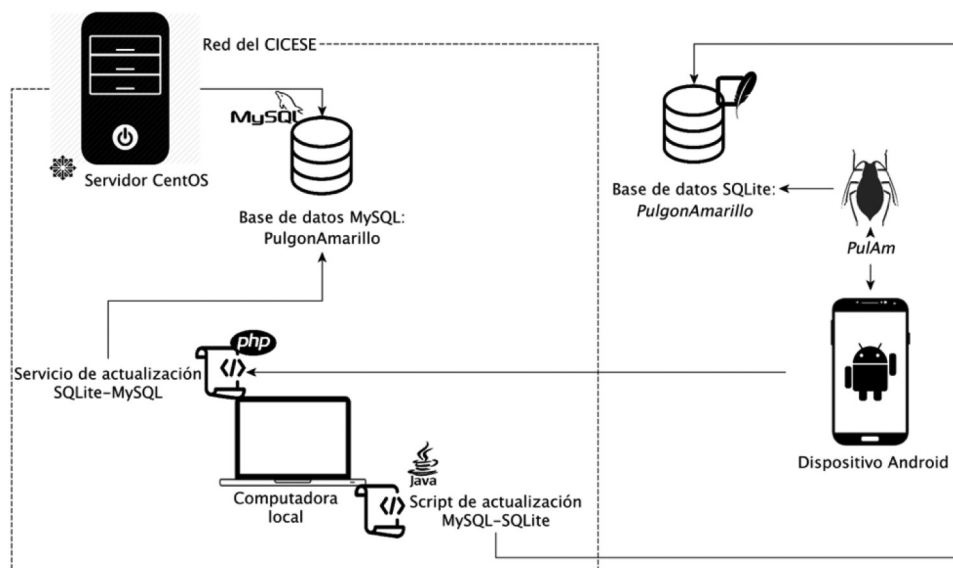 Red del CICESE
MySQL
Servidor CentOS
Base de datos MySQL:
PulgonAmarillo
Base de datos SQLite:
PulgonAmarillo
PulAm
php
</>
Servicio de actualización
SQLite-MySQL
Dispositivo Android
Computadora
local
Java
</>
Script de actualización
MySQL-SQLite